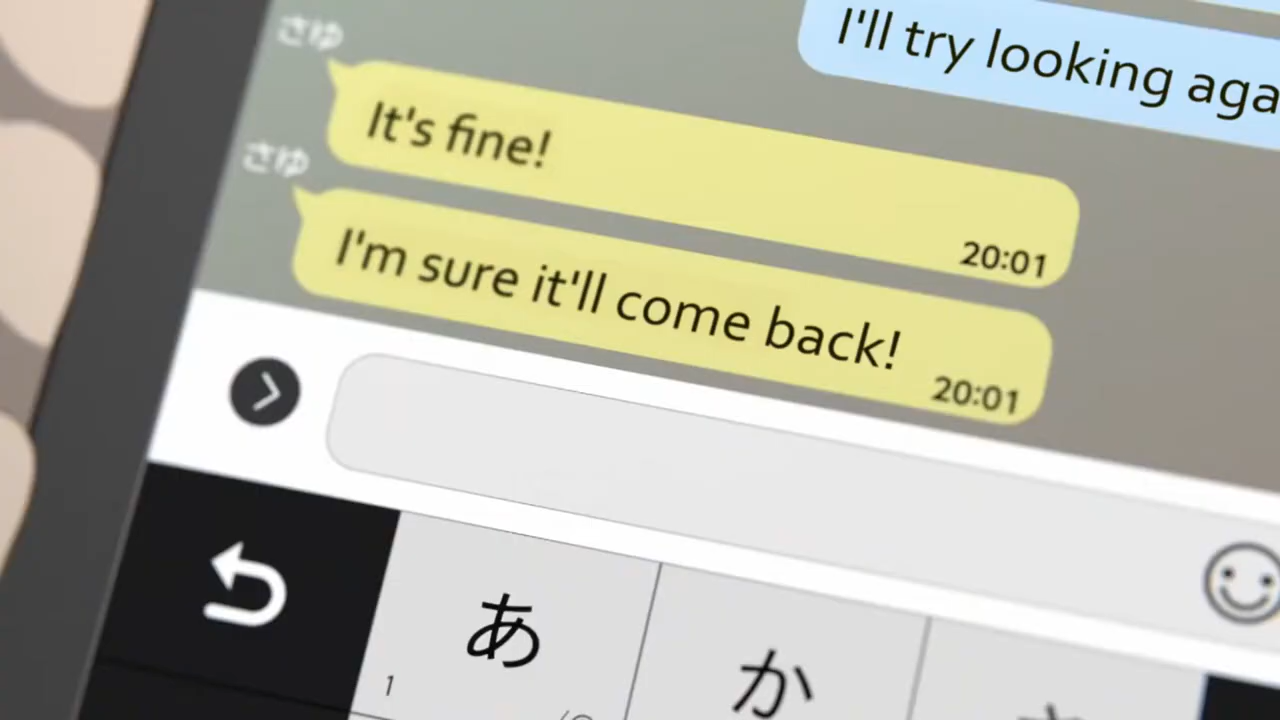 I'll try looking aga
さゆ
It's fine!
20:01
さゆ
I'm sure it'll come back!
20:01
あ
か
1